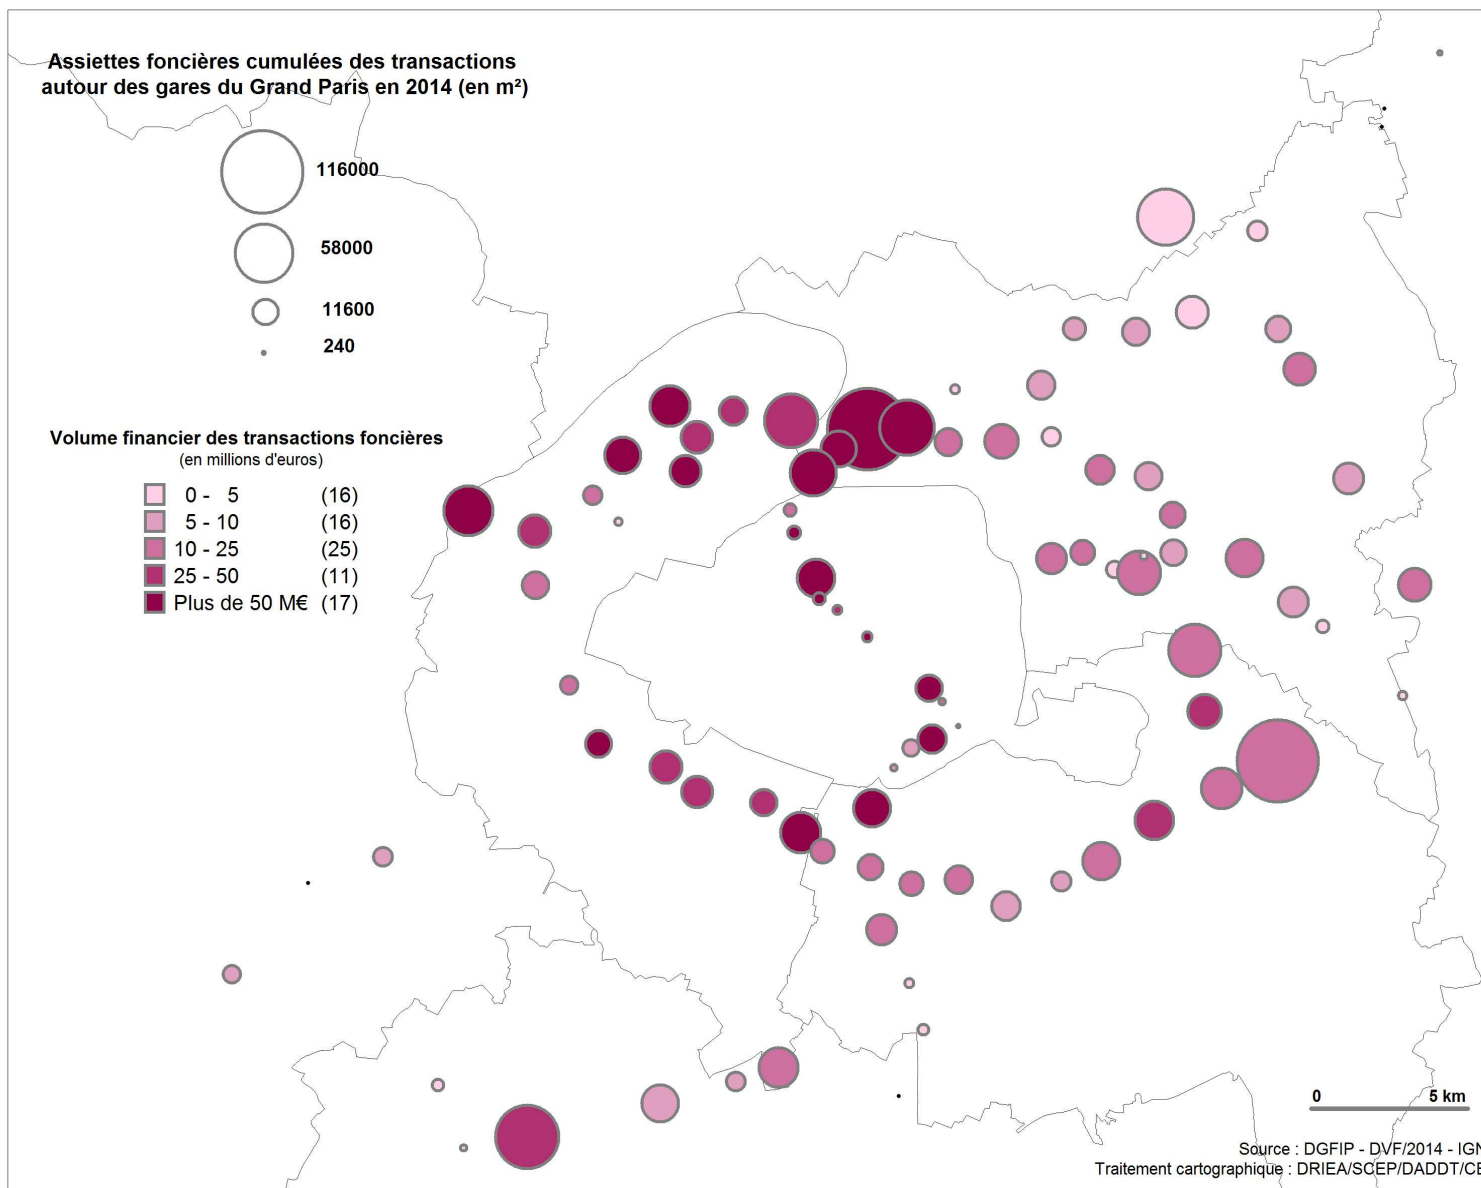 Assiettes foncières cumulées des transactions
autour des gares du Grand Paris en 2014 (en m²)
116000
58000
11600
240
Volume financier des transactions foncières
(en millions d'euros)
0 - 5 (16)
5 - 10 (16)
10 - 25 (25)
25 - 50 (11)
Plus de 50 M€ (17)
0 5 km
Source : DGFIP - DVF/2014 - IGN
Traitement cartographique : DRIEA/SCEP/DADDT/CE